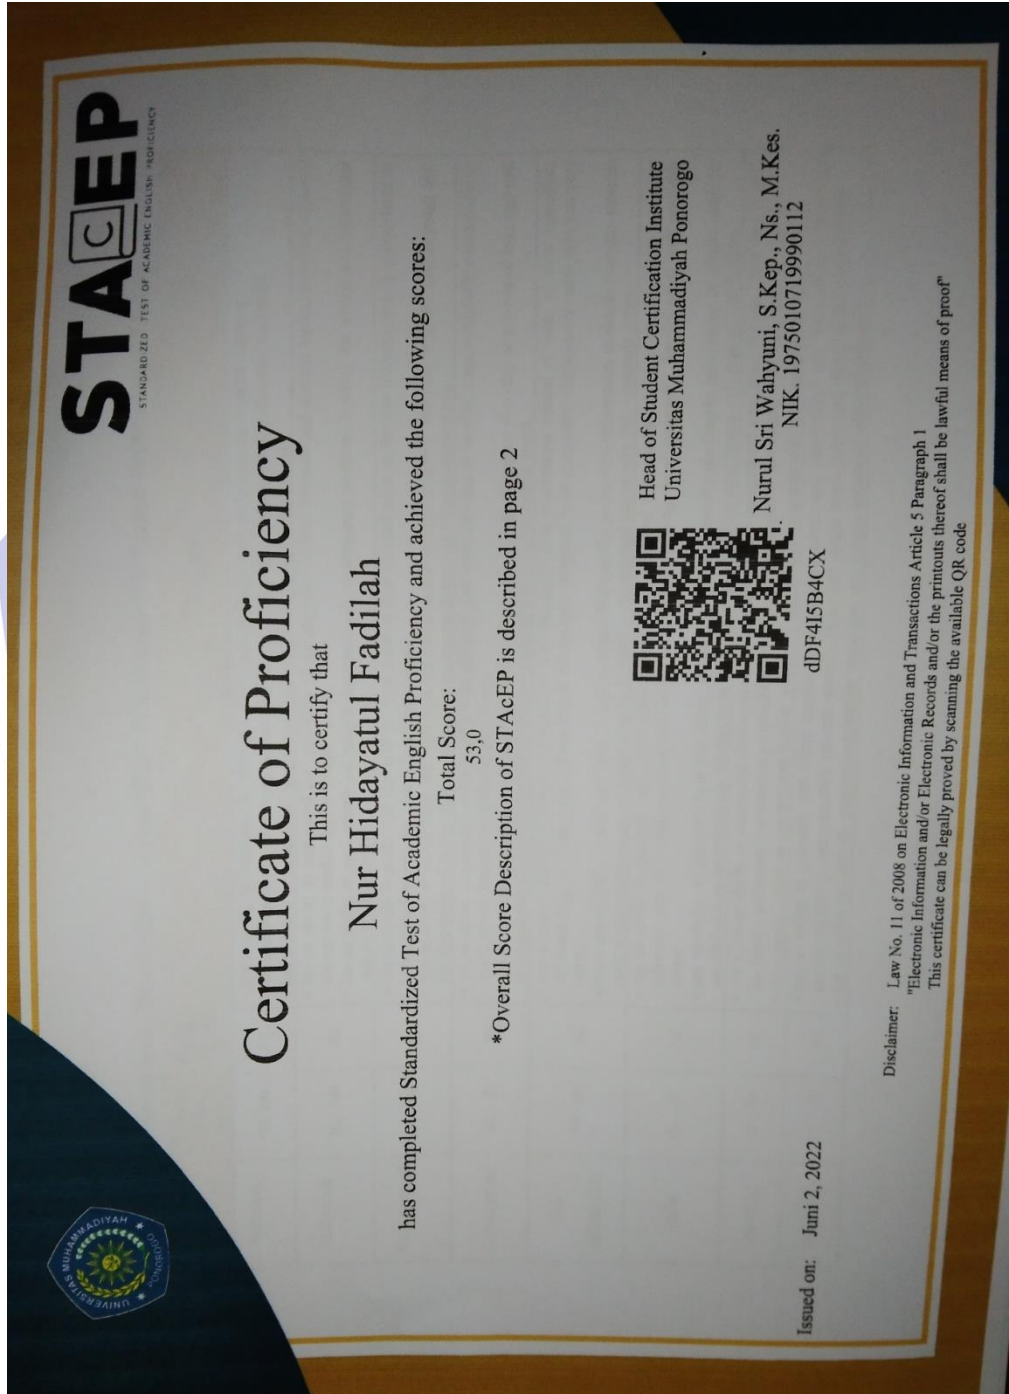 UNIVERSITAS MUHAMMADIYAH
PONOROGO
STAcEP
STANDARDIZED TEST OF ACADEMIC ENGLISH PROFICIENCY
Certificate of Proficiency
This is to certify that
Nur Hidayatul Fadilah
has completed Standardized Test of Academic English Proficiency and achieved the following scores:
Total Score:
53,0
*Overall Score Description of STAcEP is described in page 2
Head of Student Certification Institute
Universitas Muhammadiyah Ponorogo
Nurul Sri Wahyuni, S.Kep., Ns., M.Kes.
NIK. 1975010719990112
dDF4I5B4CX
Issued on: Juni 2, 2022
Disclaimer: Law No. 11 of 2008 on Electronic Information and Transactions Article 5 Paragraph 1
"Electronic Information and/or Electronic Records and/or the printouts thereof shall be lawful means of proof"
This certificate can be legally proved by scanning the available QR code